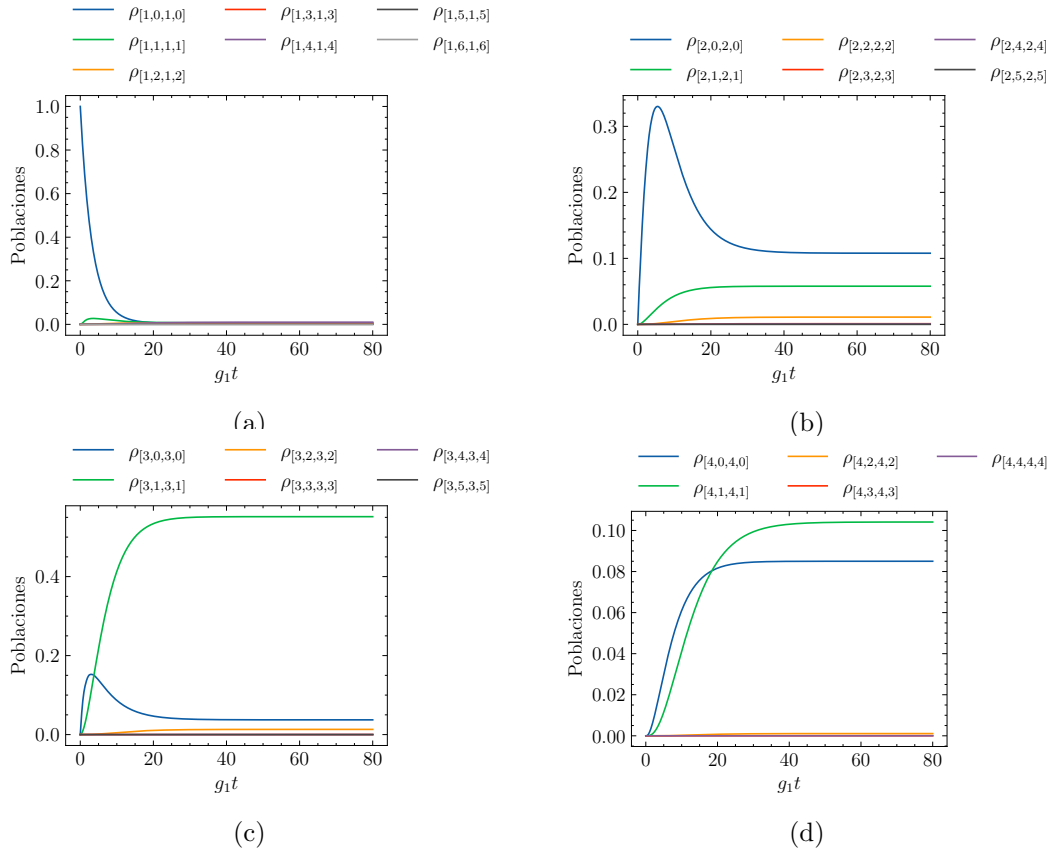 ρ[1,0,1,0] ρ[1,3,1,3] ρ[1,5,1,5]
ρ[1,1,1,1] ρ[1,4,1,4] ρ[1,6,1,6]
ρ[1,2,1,2]
1.0
0.8
0.6
0.4
0.2
0.0
Poblaciones
0 20 40 60 80
g₁t
(a)
ρ[2,0,2,0] ρ[2,2,2,2] ρ[2,4,2,4]
ρ[2,1,2,1] ρ[2,3,2,3] ρ[2,5,2,5]
0.3
0.2
0.1
0.0
Poblaciones
0 20 40 60 80
g₁t
(b)
ρ[3,0,3,0] ρ[3,2,3,2] ρ[3,4,3,4]
ρ[3,1,3,1] ρ[3,3,3,3] ρ[3,5,3,5]
0.4
0.2
0.0
Poblaciones
0 20 40 60 80
g₁t
(c)
ρ[4,0,4,0] ρ[4,2,4,2] ρ[4,4,4,4]
ρ[4,1,4,1] ρ[4,3,4,3]
0.10
0.08
0.06
0.04
0.02
0.00
Poblaciones
0 20 40 60 80
g₁t
(d)